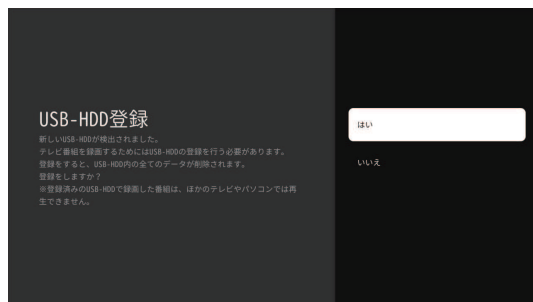 USB-HDD登録
新しいUSB-HDDが検出されました。
テレビ番組を録画するためにはUSB-HDDの登録を行う必要があります。
登録をすると、USB-HDD内の全てのデータが削除されます。
登録をしますか？
※登録済みのUSB-HDDで録画した番組は、ほかのテレビやパソコンでは再
生できません。
はい
いいえ